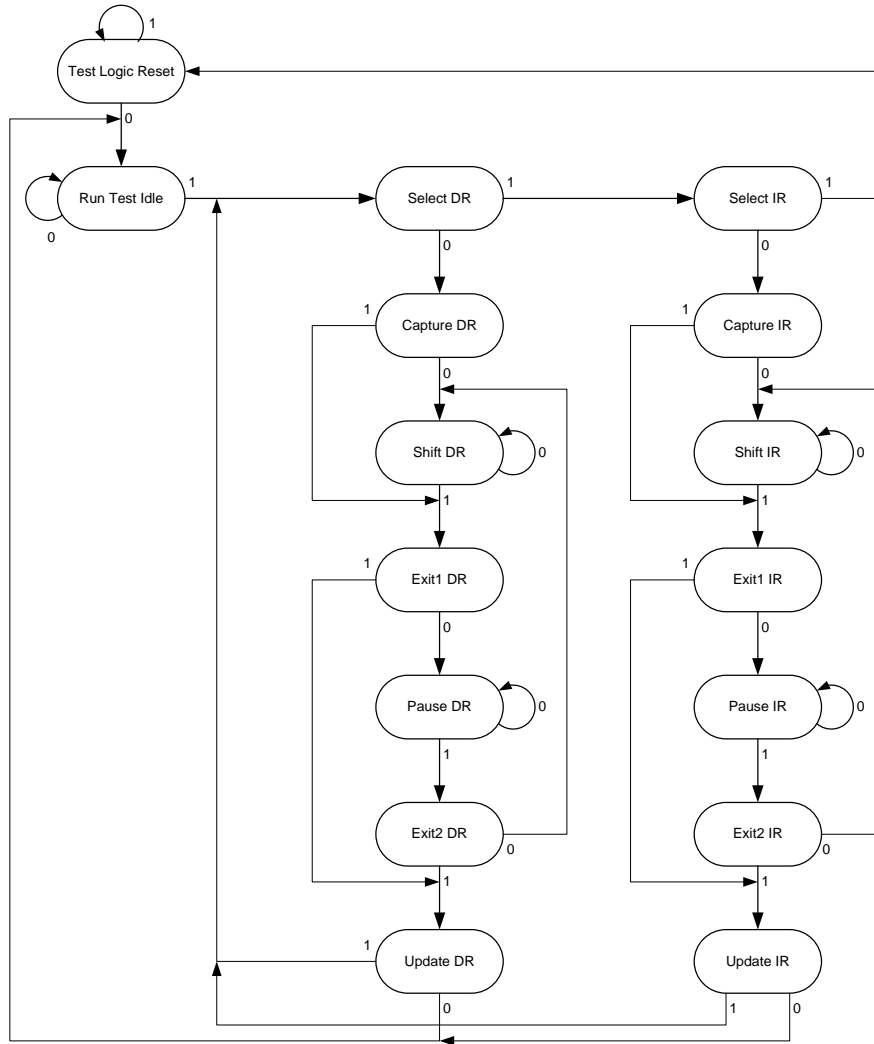 1
Test Logic Reset
0
Run Test Idle
1
0
Select DR
1
0
Select IR
1
0
1
Capture DR
0
1
Capture IR
0
Shift DR
0
1
Shift IR
0
1
1
Exit1 DR
0
1
Exit1 IR
0
Pause DR
0
1
Pause IR
0
1
Exit2 DR
0
1
Exit2 IR
0
1
1
Update DR
0
Update IR
1
0